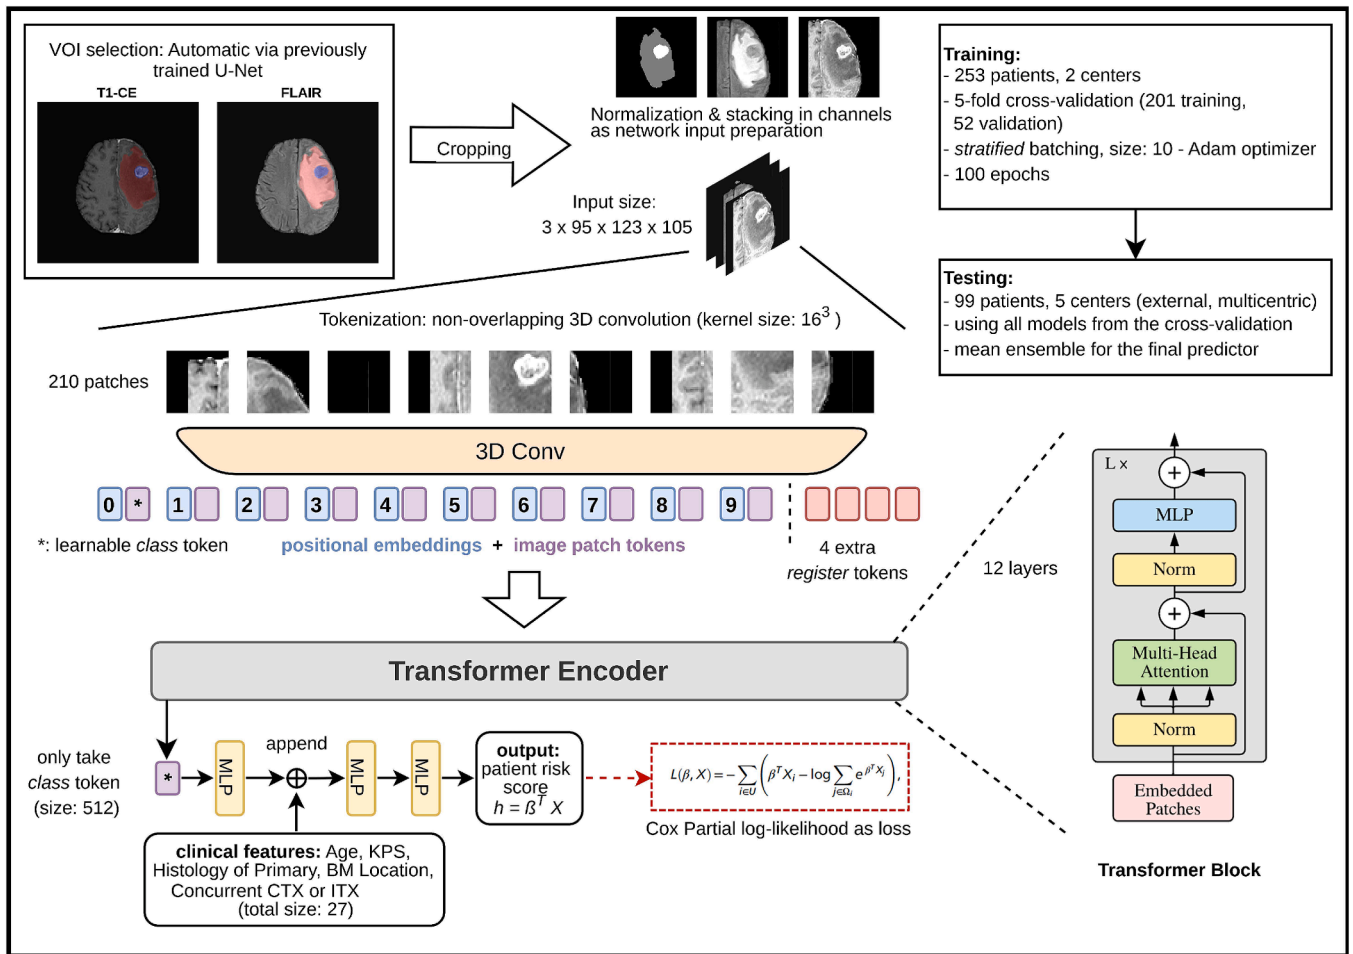 VOI selection: Automatic via previously
trained U-Net
T1-CE
FLAIR
Cropping
Normalization & stacking in channels
as network input preparation
Input size:
3 x 95 x 123 x 105
Training:
- 253 patients, 2 centers
- 5-fold cross-validation (201 training,
52 validation)
- stratified batching, size: 10 - Adam optimizer
- 100 epochs
Testing:
- 99 patients, 5 centers (external, multicentric)
- using all models from the cross-validation
- mean ensemble for the final predictor
Tokenization: non-overlapping 3D convolution (kernel size: 16³ )
210 patches
3D Conv
0 * 1 2 3 4 5 6 7 8 9
*: learnable class token
positional embeddings + image patch tokens
4 extra
register tokens
Transformer Encoder
12 layers
L ×
+
MLP
Norm
+
Multi-Head
Attention
Norm
Embedded
Patches
Transformer Block
only take
class token
(size: 512)
*
MLP
append
MLP
MLP
output:
patient risk
score
h = ßᵀ X
L(β, X) = − ∑ i∈U ( βᵀXᵢ − log ∑ j∈Ωᵢ e^βᵀXⱼ ),
Cox Partial log-likelihood as loss
clinical features: Age, KPS,
Histology of Primary, BM Location,
Concurrent CTX or ITX
(total size: 27)